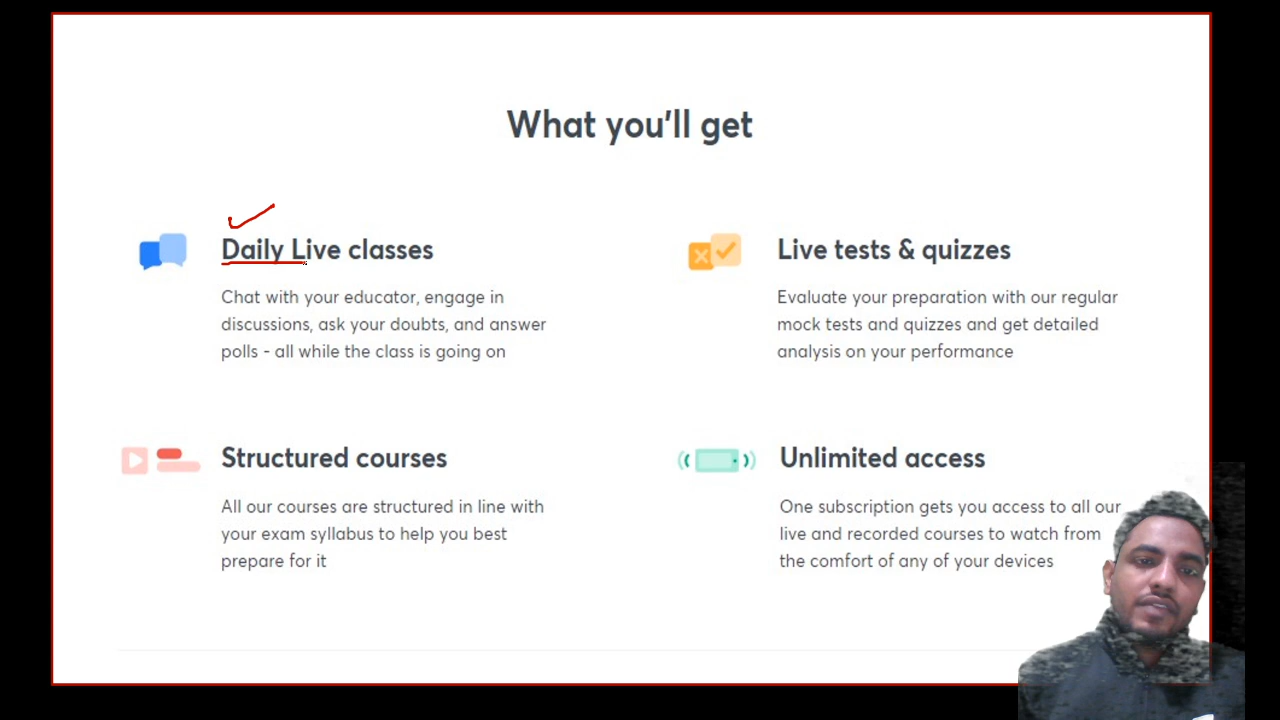 What you'll get
Daily Live classes
Chat with your educator, engage in
discussions, ask your doubts, and answer
polls - all while the class is going on
Live tests & quizzes
Evaluate your preparation with our regular
mock tests and quizzes and get detailed
analysis on your performance
Structured courses
All our courses are structured in line with
your exam syllabus to help you best
prepare for it
Unlimited access
One subscription gets you access to all our
live and recorded courses to watch from
the comfort of any of your devices